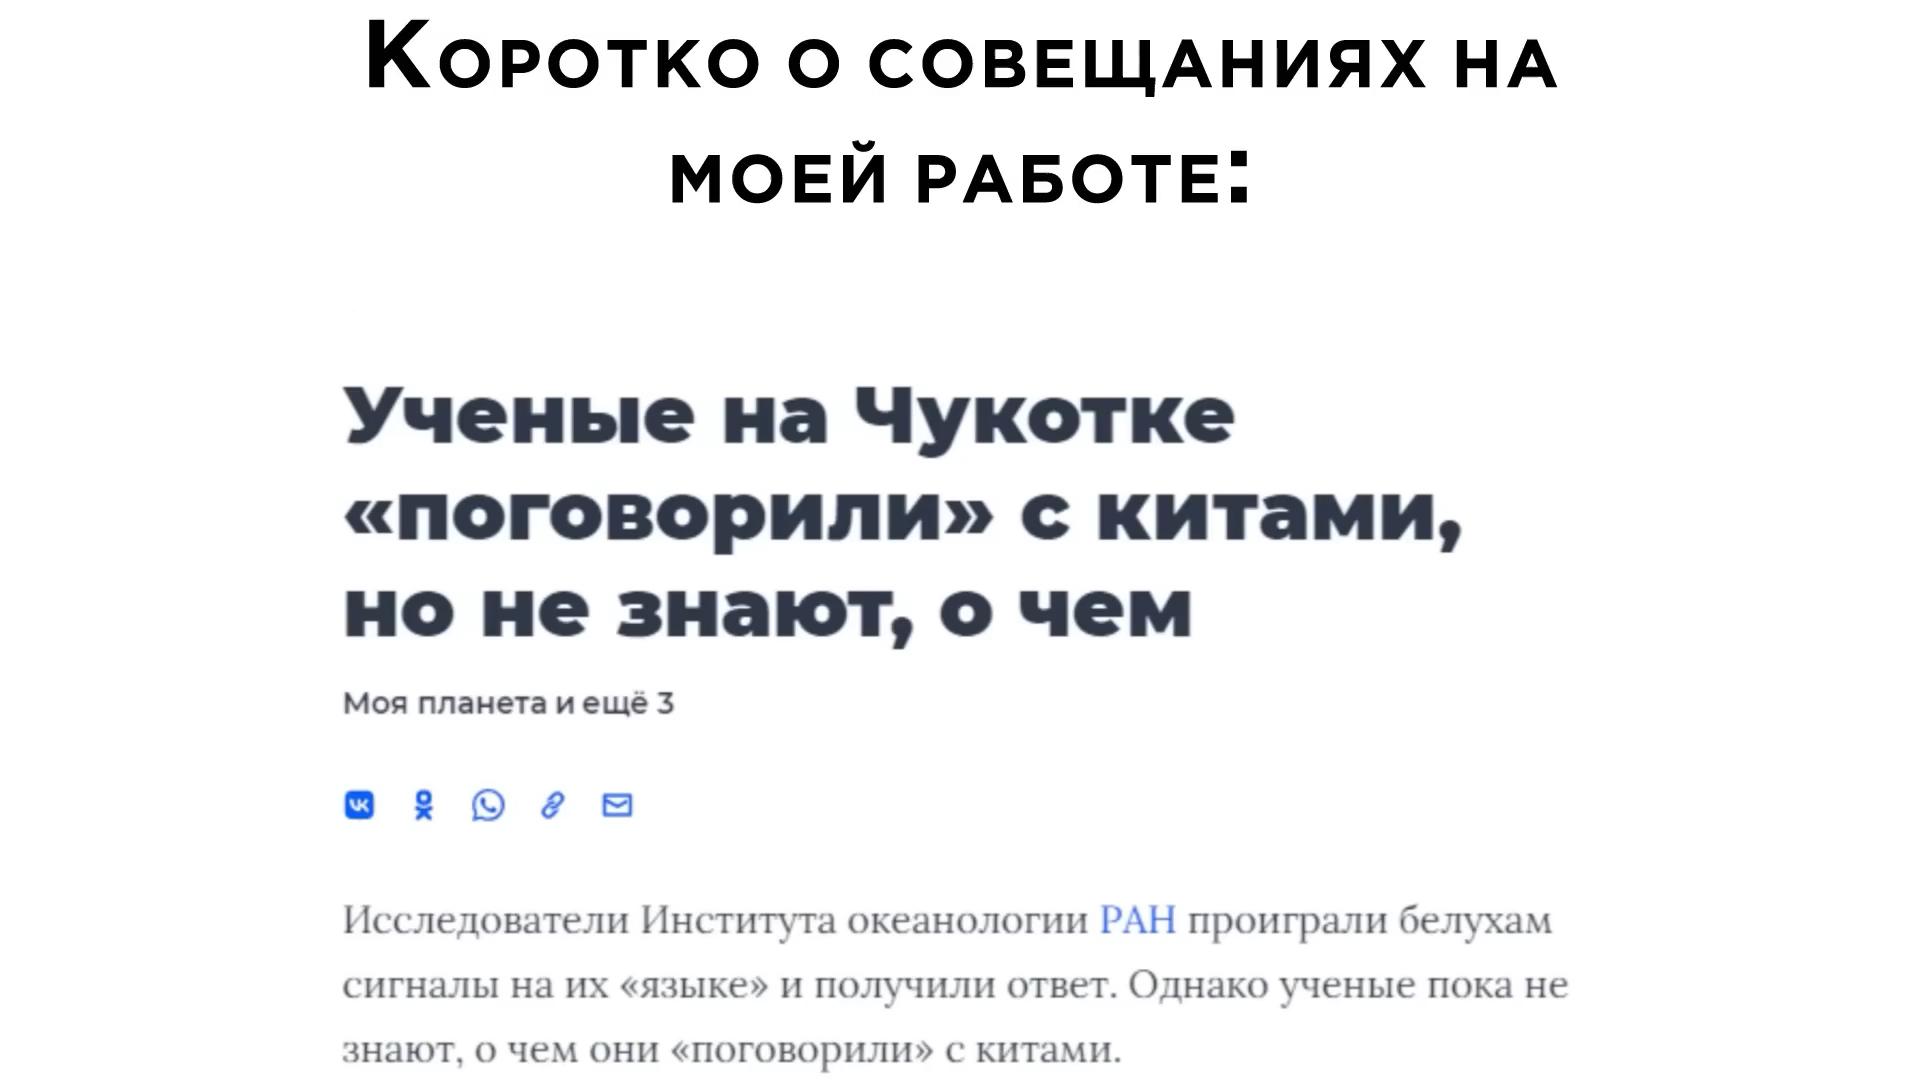 Коротко о совещаниях на
моей работе:
Ученые на Чукотке
«поговорили» с китами,
но не знают, о чем
Моя планета и ещё 3
Исследователи Института океанологии РАН проиграли белухам
сигналы на их «языке» и получили ответ. Однако ученые пока не
знают, о чем они «поговорили» с китами.